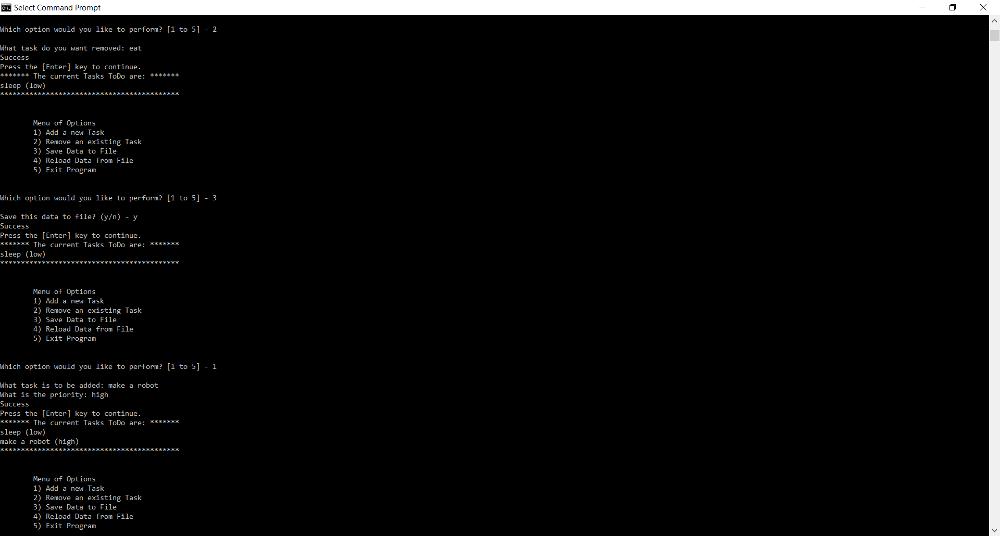 Select Command Prompt
Which option would you like to perform? [1 to 5] - 2
What task do you want removed: eat
Success
Press the [Enter] key to continue.
******* The current Tasks ToDo are: *******
sleep (low)
*******************************************
Menu of Options
1) Add a new Task
2) Remove an existing Task
3) Save Data to File
4) Reload Data from File
5) Exit Program
Which option would you like to perform? [1 to 5] - 3
Save this data to file? (y/n) - y
Success
Press the [Enter] key to continue.
******* The current Tasks ToDo are: *******
sleep (low)
*******************************************
Menu of Options
1) Add a new Task
2) Remove an existing Task
3) Save Data to File
4) Reload Data from File
5) Exit Program
Which option would you like to perform? [1 to 5] - 1
What task is to be added: make a robot
What is the priority: high
Success
Press the [Enter] key to continue.
******* The current Tasks ToDo are: *******
sleep (low)
make a robot (high)
*******************************************
Menu of Options
1) Add a new Task
2) Remove an existing Task
3) Save Data to File
4) Reload Data from File
5) Exit Program